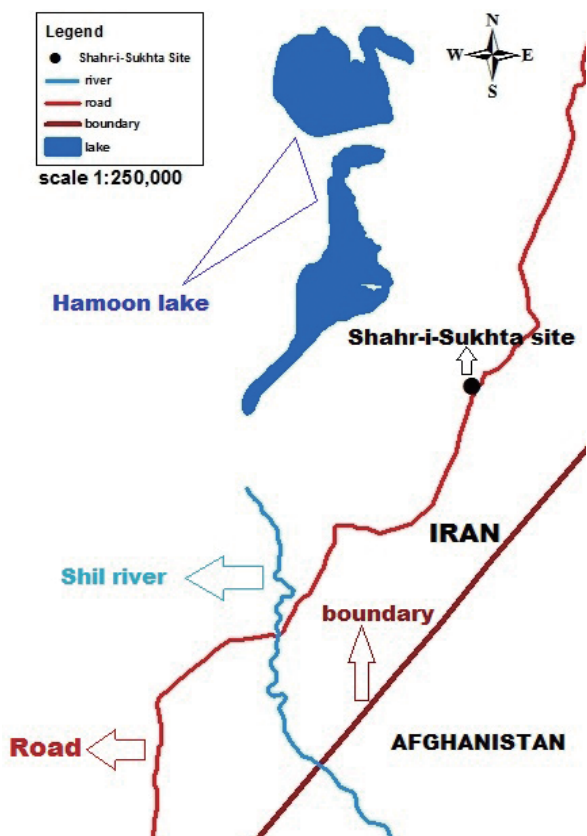 Legend
Shahr-i-Sukhta Site
river
road
boundary
lake
scale 1:250,000
N
W E
S
Hamoon lake
Shahr-i-Sukhta site
IRAN
Shil river
boundary
Road
AFGHANISTAN